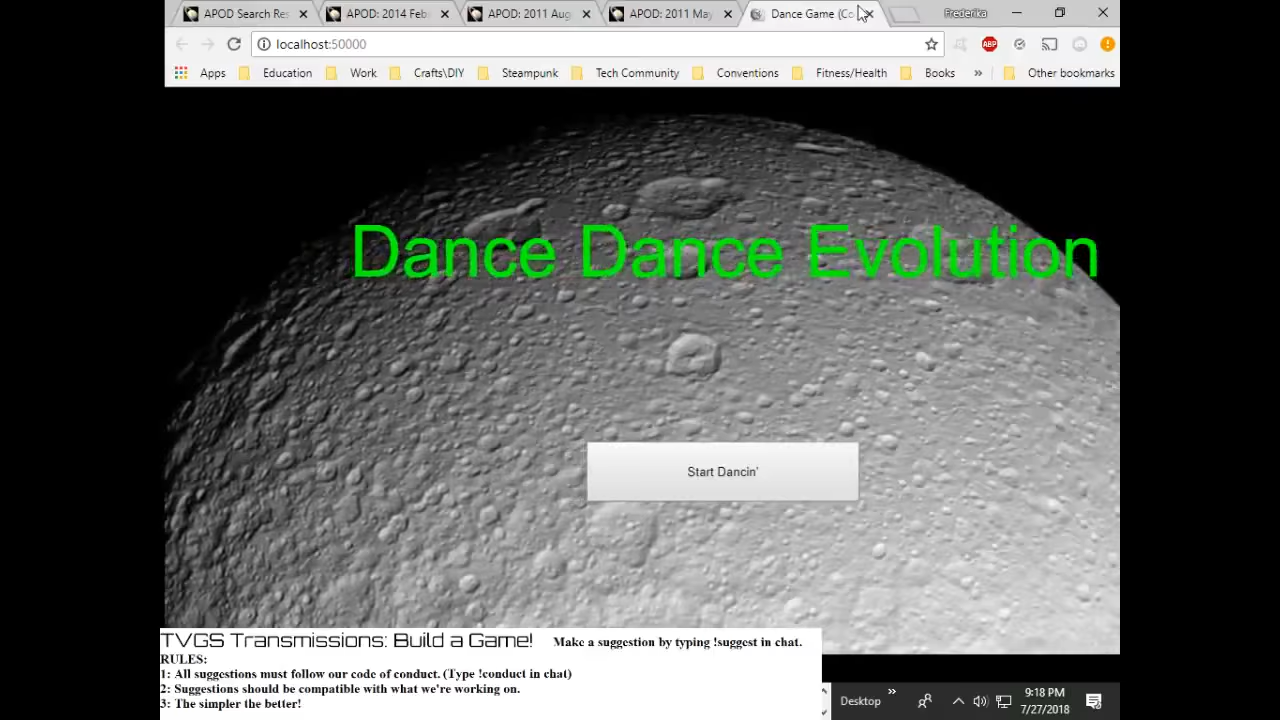 APOD Search Res
APOD: 2014 Feb
APOD: 2011 Aug
APOD: 2011 May
Dance Game (Co
Frederika
localhost:50000
ABP
Apps
Education
Work
Crafts\DIY
Steampunk
Tech Community
Conventions
Fitness/Health
Books
»
Other bookmarks
Dance Dance Evolution
Start Dancin'
TVGS Transmissions: Build a Game!
Make a suggestion by typing !suggest in chat.
RULES:
1: All suggestions must follow our code of conduct. (Type !conduct in chat)
2: Suggestions should be compatible with what we're working on.
3: The simpler the better!
Desktop
»
9:18 PM
7/27/2018